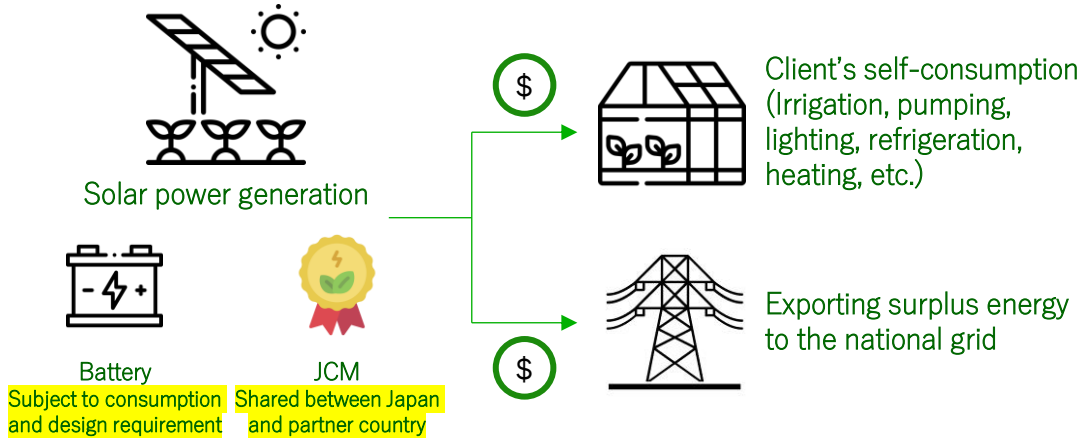 Solar power generation
Battery
Subject to consumption
and design requirement
JCM
Shared between Japan
and partner country
$
Client's self-consumption
(Irrigation, pumping,
lighting, refrigeration,
heating, etc.)
$
Exporting surplus energy
to the national grid